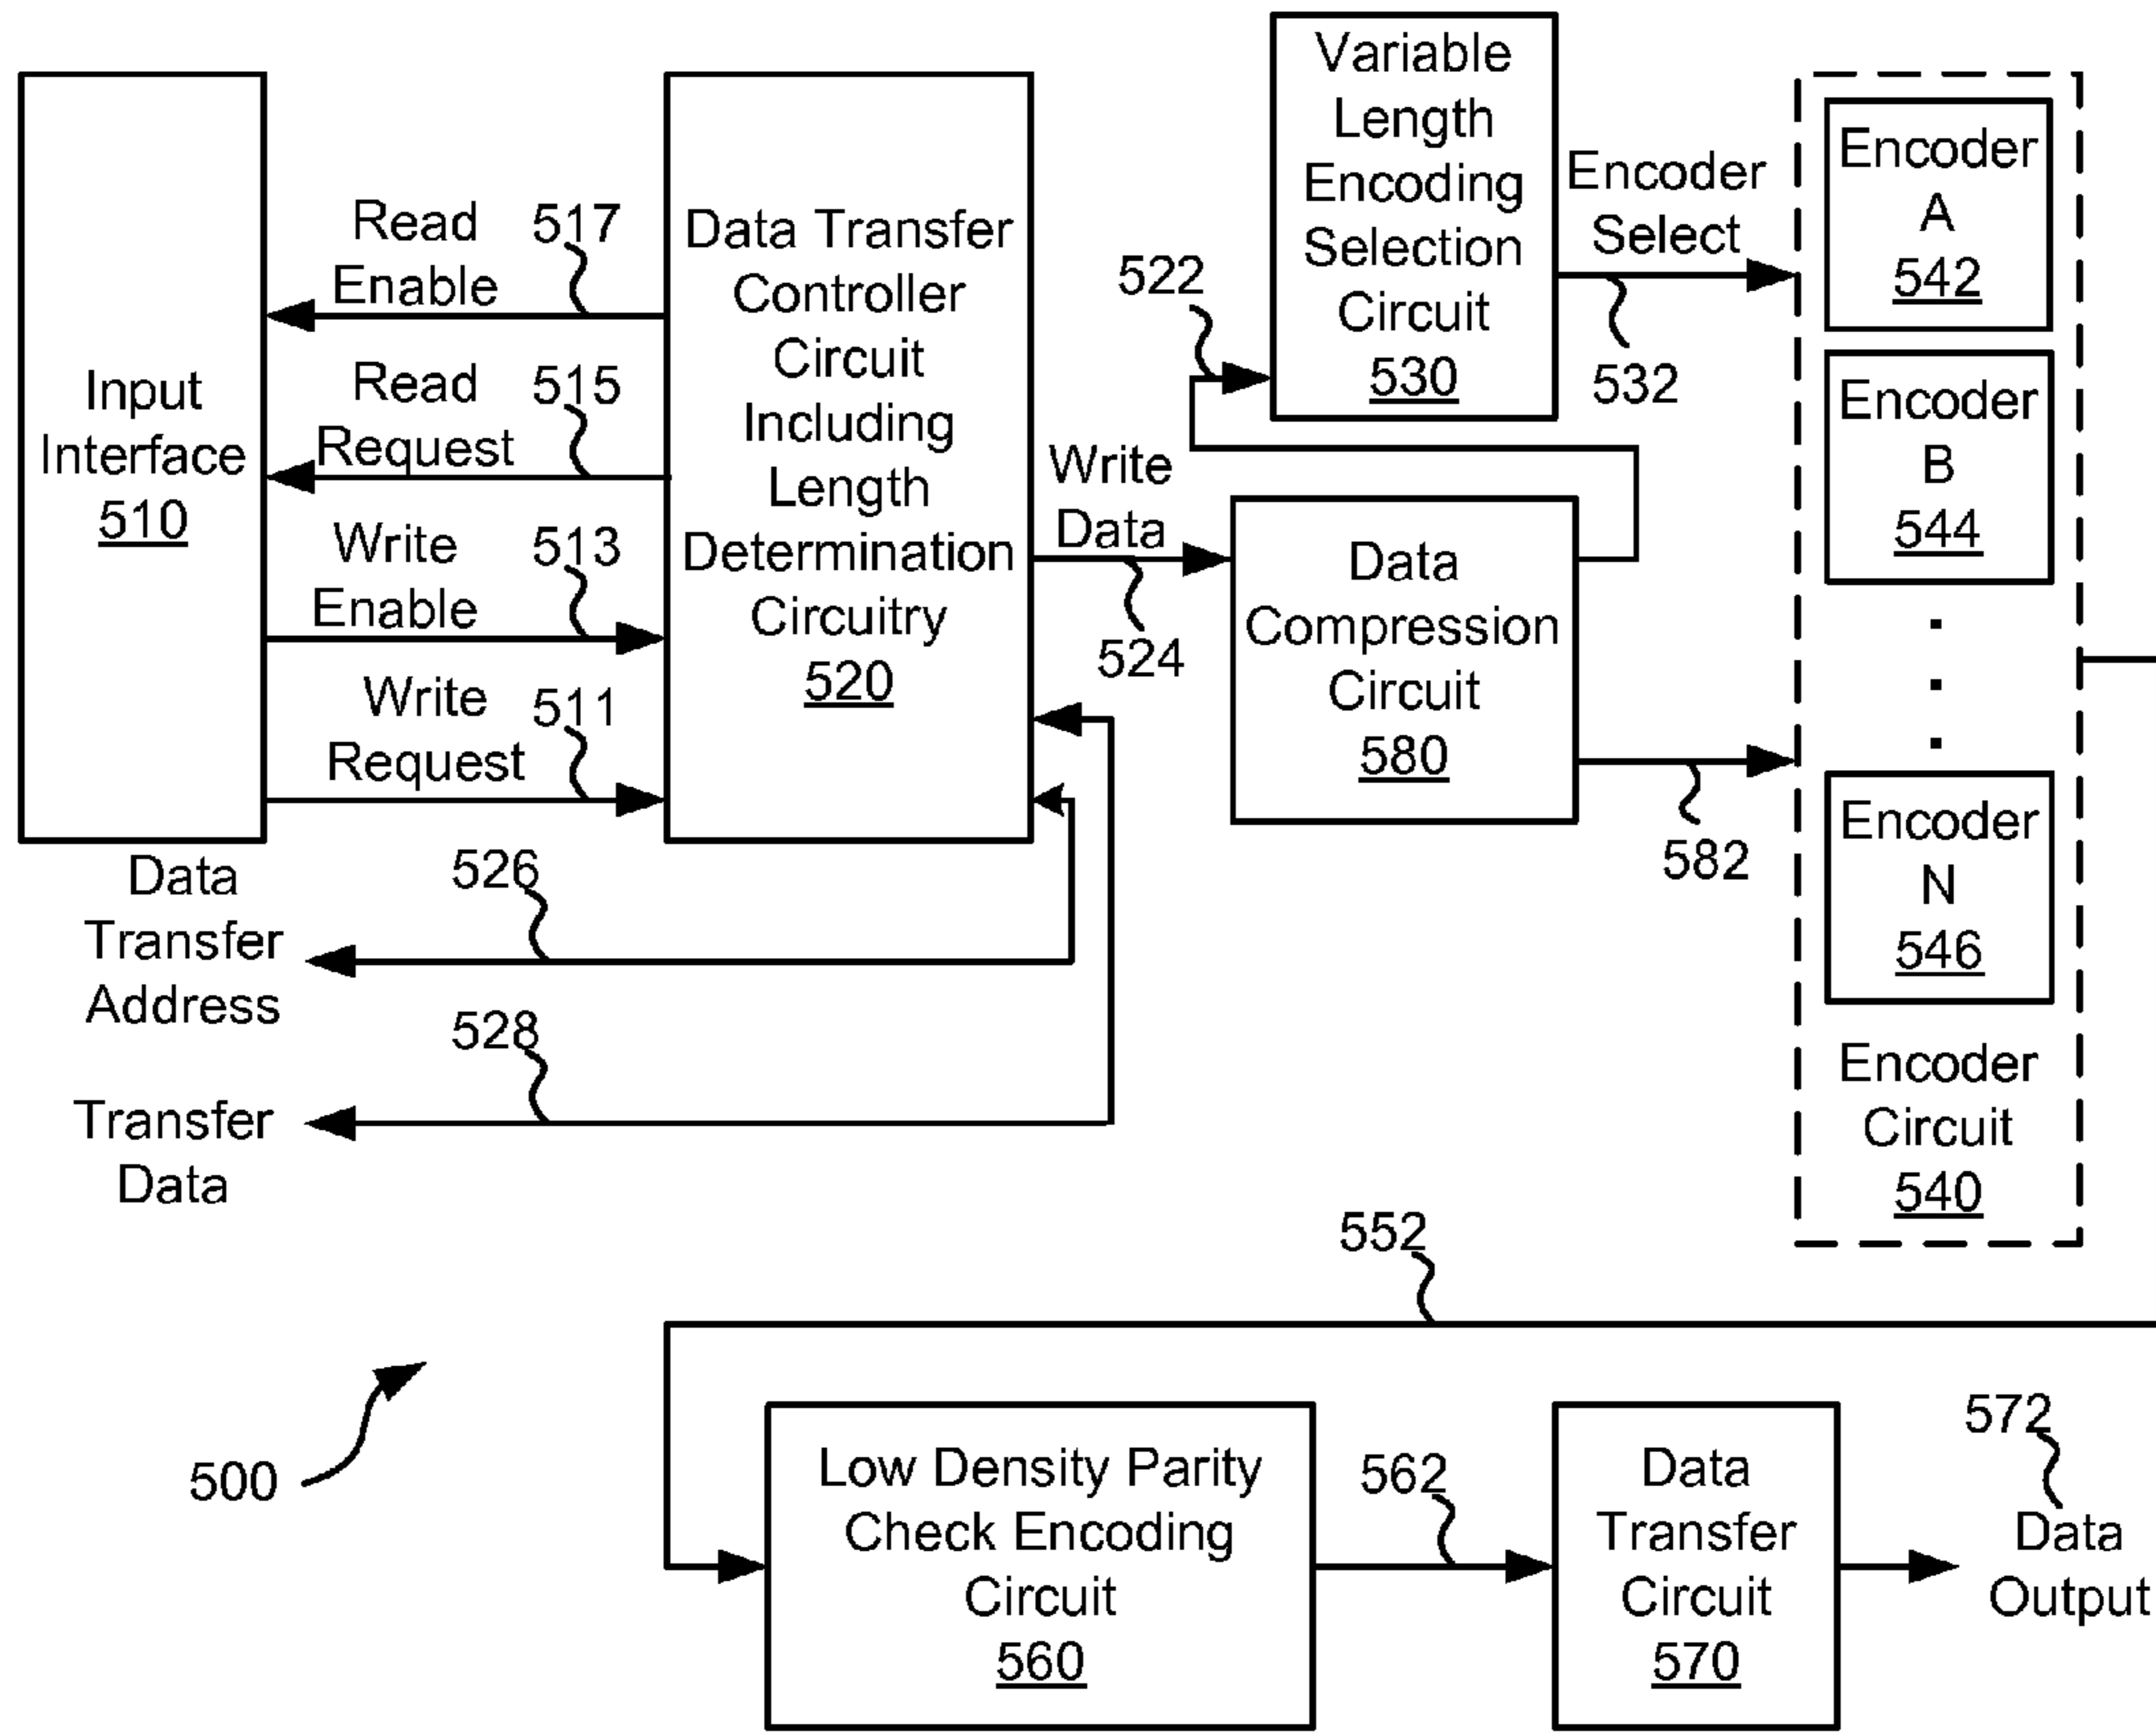 Input
Interface
510
Read
Enable
517
Read
Request
515
Write
Enable
513
Write
Request
511
Data Transfer
Controller
Circuit
Including
Length
Determination
Circuitry
520
Write
Data
524
522
Variable
Length
Encoding
Selection
Circuit
530
Encoder
Select
532
Data
Compression
Circuit
580
582
Encoder
A
542
Encoder
B
544
Encoder
N
546
Encoder
Circuit
540
Data
Transfer
Address
526
Transfer
Data
528
552
500
Low Density Parity
Check Encoding
Circuit
560
562
Data
Transfer
Circuit
570
572
Data
Output